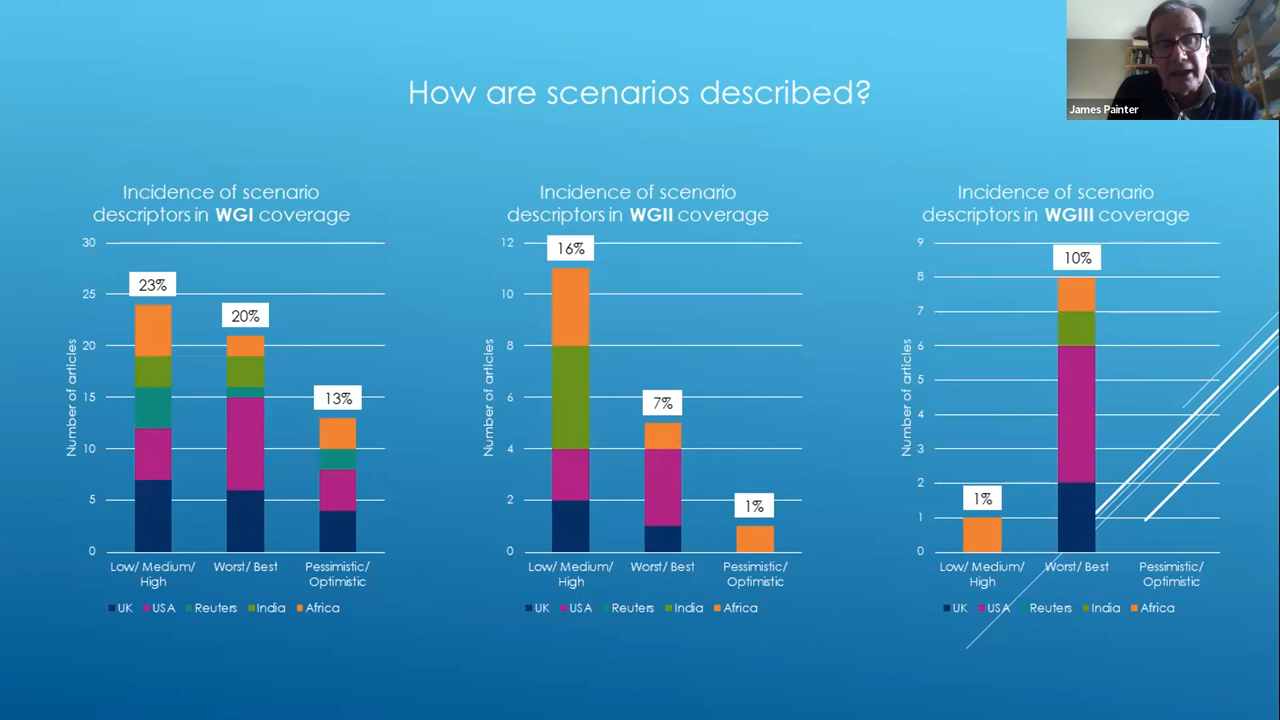 James Painter
How are scenarios described?
Incidence of scenario
descriptors in WGI coverage
30
25
20
15
10
5
0
Number of articles
23%
20%
13%
Low/ Medium/
High
Worst/ Best
Pessimistic/
Optimistic
UK USA Reuters India Africa
Incidence of scenario
descriptors in WGII coverage
12
10
8
6
4
2
0
Number of articles
16%
7%
1%
Low/ Medium/
High
Worst/ Best
Pessimistic/
Optimistic
UK USA Reuters India Africa
Incidence of scenario
descriptors in WGIII coverage
9
8
7
6
5
4
3
2
1
0
Number of articles
1%
10%
Low/ Medium/
High
Worst/ Best
Pessimistic/
Optimistic
UK USA Reuters India Africa